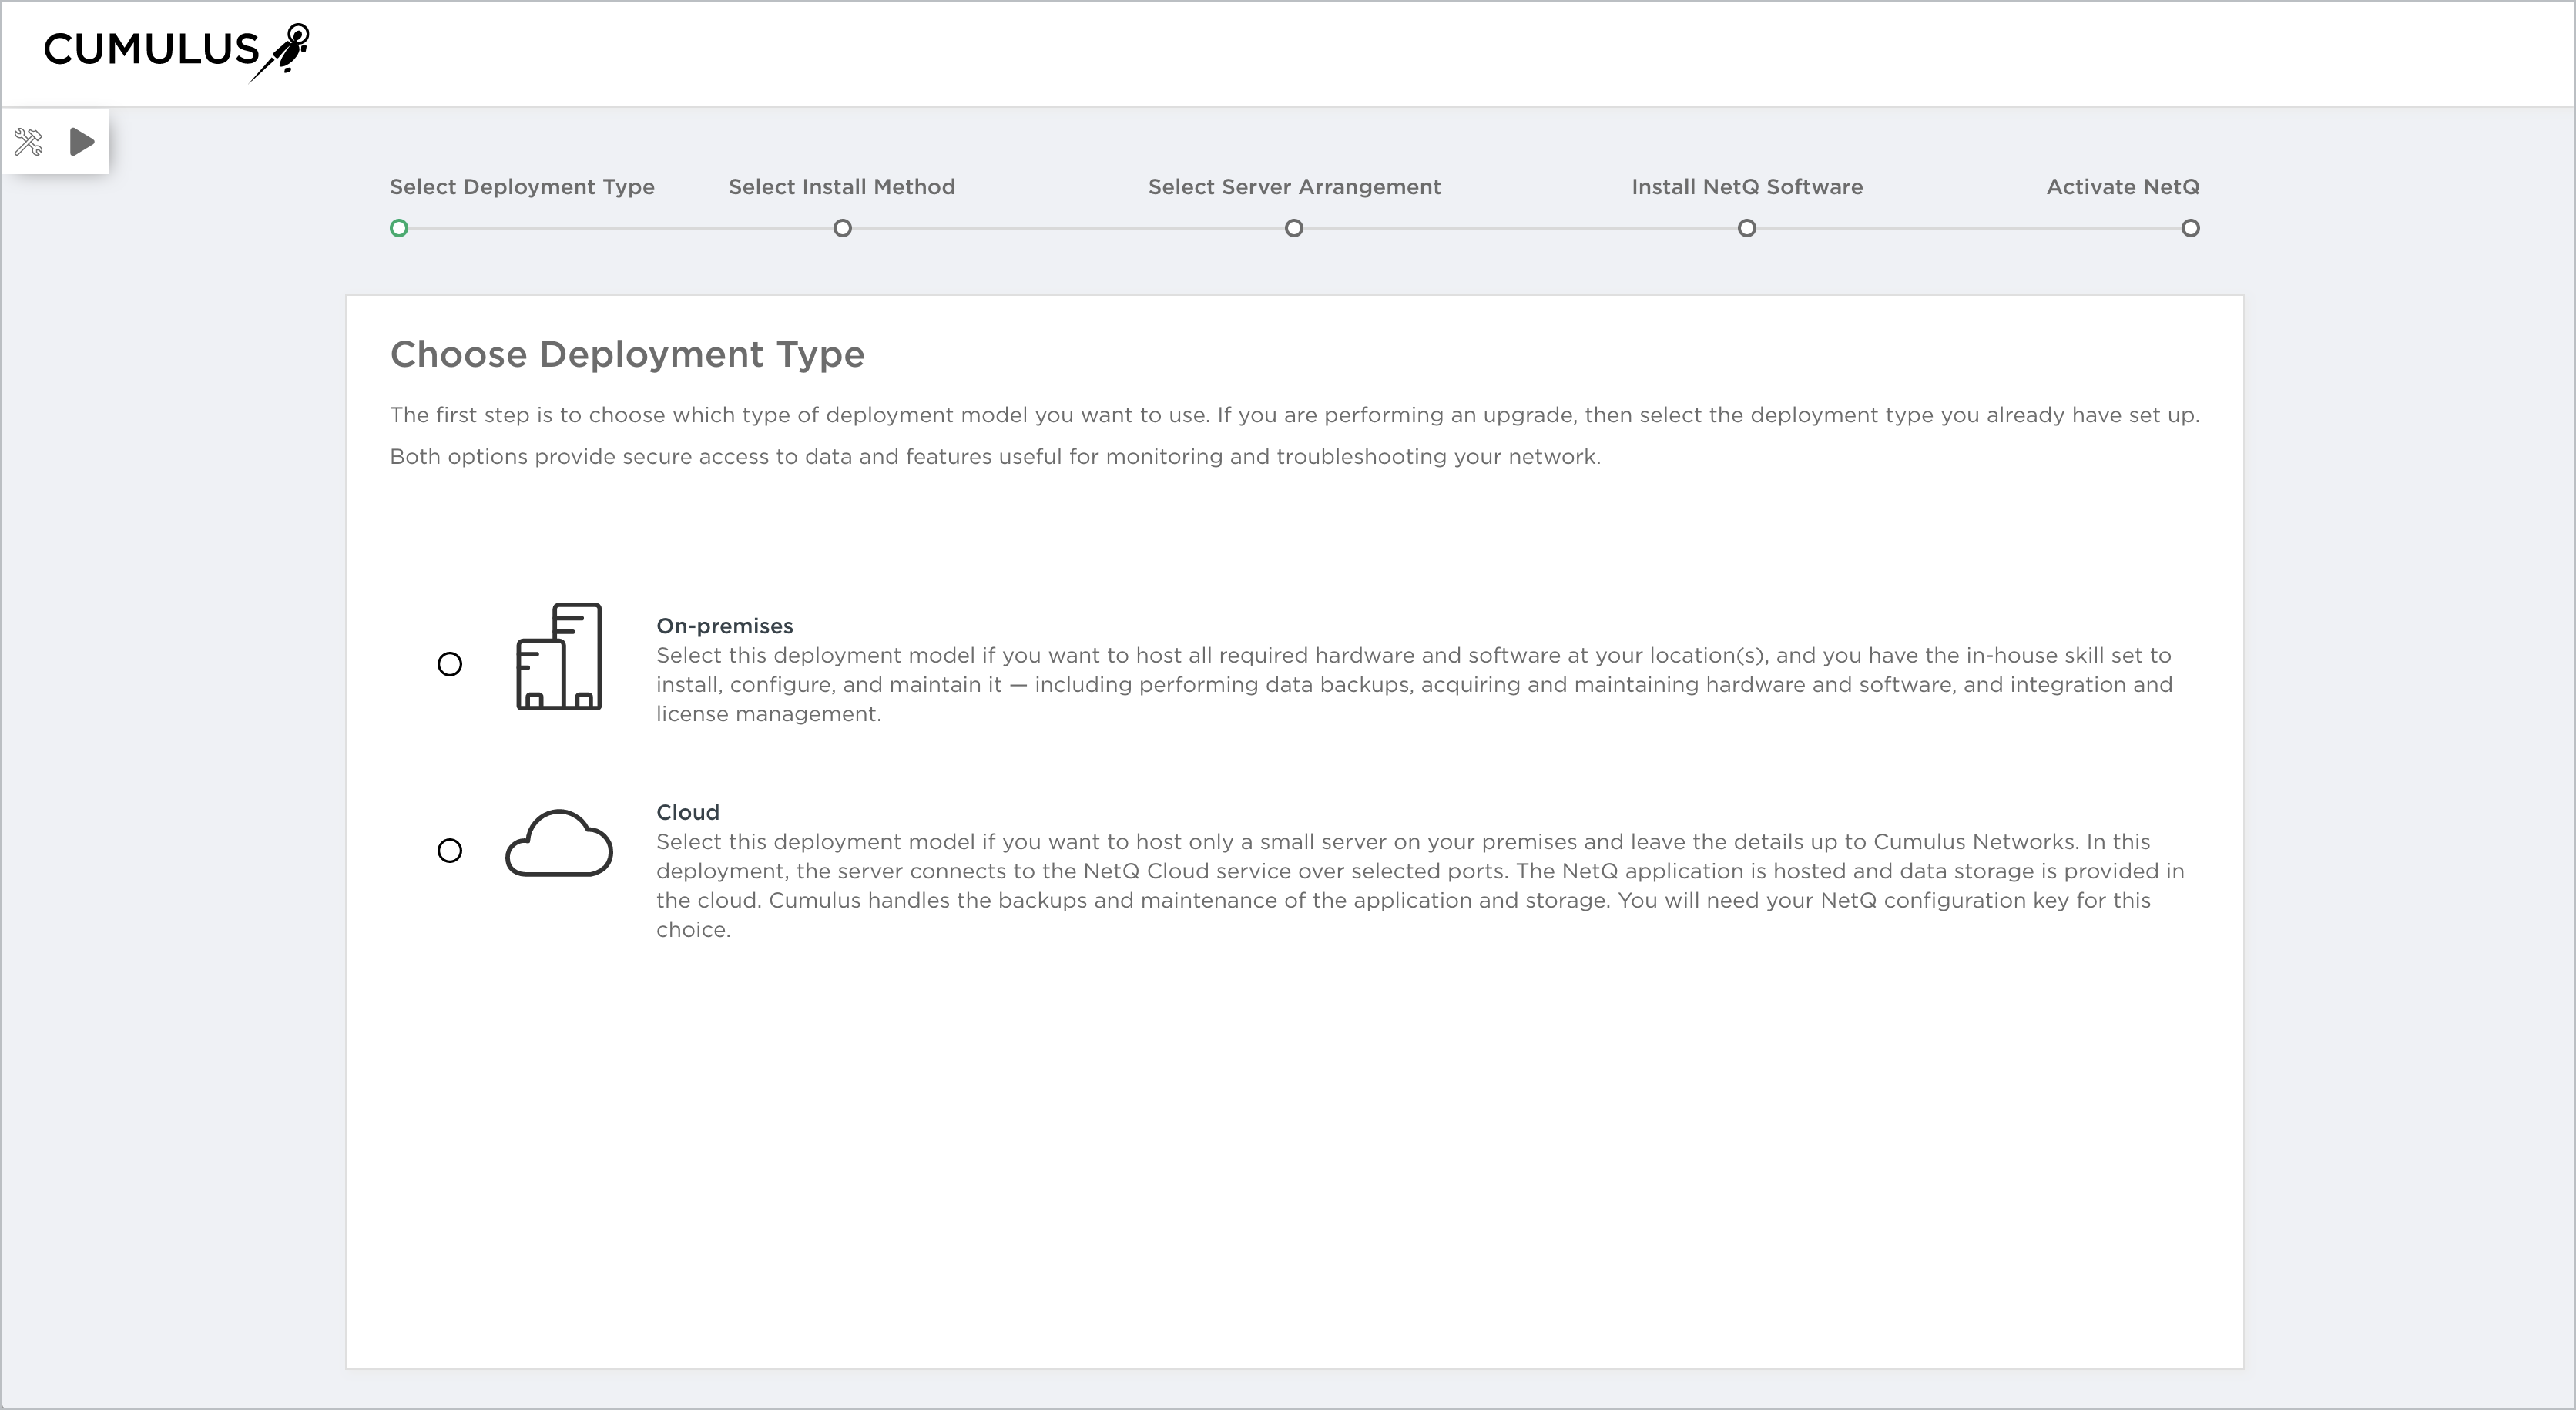 CUMULUS
Select Deployment Type
Select Install Method
Select Server Arrangement
Install NetQ Software
Activate NetQ
Choose Deployment Type
The first step is to choose which type of deployment model you want to use. If you are performing an upgrade, then select the deployment type you already have set up.
Both options provide secure access to data and features useful for monitoring and troubleshooting your network.
On-premises
Select this deployment model if you want to host all required hardware and software at your location(s), and you have the in-house skill set to
install, configure, and maintain it — including performing data backups, acquiring and maintaining hardware and software, and integration and
license management.
Cloud
Select this deployment model if you want to host only a small server on your premises and leave the details up to Cumulus Networks. In this
deployment, the server connects to the NetQ Cloud service over selected ports. The NetQ application is hosted and data storage is provided in
the cloud. Cumulus handles the backups and maintenance of the application and storage. You will need your NetQ configuration key for this
choice.